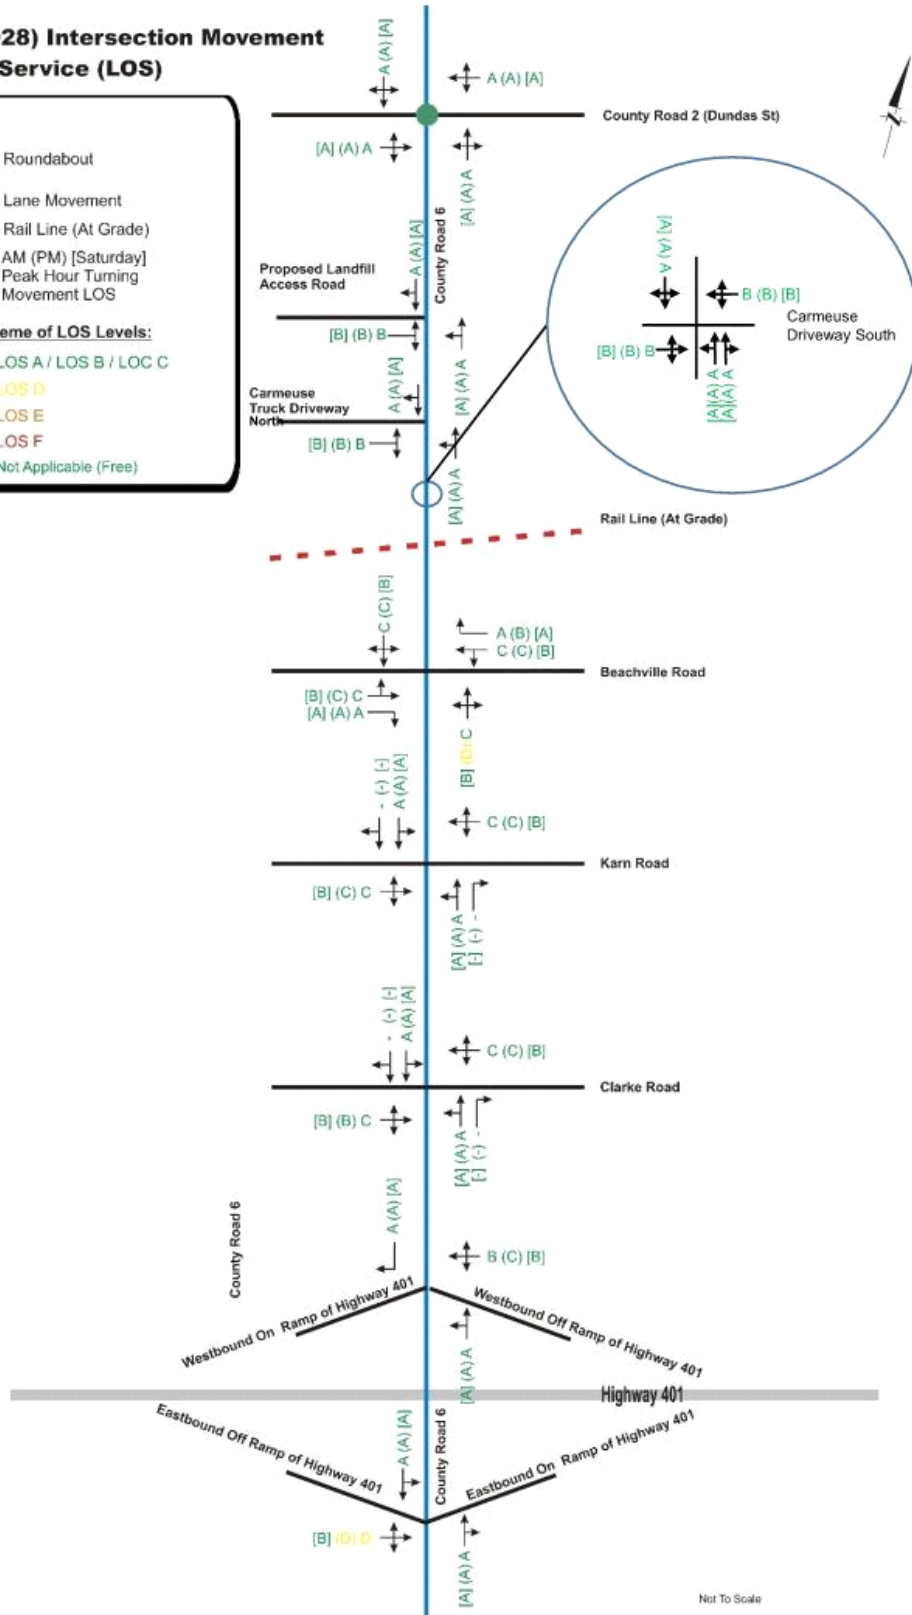 28) Intersection Movement
Service (LOS)
Roundabout
Lane Movement
Rail Line (At Grade)
AM (PM) [Saturday]
Peak Hour Turning
Movement LOS
eme of LOS Levels:
LOS A / LOS B / LOC C
LOS D
LOS E
LOS F
Not Applicable (Free)
A (A) [A]
A (A) [A]
County Road 2 (Dundas St)
N
[A] (A) A
[A] (A) A
County Road 6
A (A) [A]
Proposed Landfill
Access Road
[B] (B) B
[A] (A) A
A (A) [A]
Carmeuse
Truck Driveway
North
[B] (B) B
[A] (A) A
[A] (A) A
B (B) [B]
Carmeuse
Driveway South
[B] (B) B
[A](A) A
[A](A) A
Rail Line (At Grade)
C (C) [B]
A (B) [A]
C (C) [B]
Beachville Road
[B] (C) C
[A] (A) A
[B] (D) C
- (-) [-]
A (A) [A]
C (C) [B]
Karn Road
[B] (C) C
[A] (A) A
[-] (-) -
- (-) [-]
A (A) [A]
C (C) [B]
Clarke Road
[B] (B) C
[A] (A) A
[-] (-) -
A (A) [A]
County Road 6
B (C) [B]
Westbound On Ramp of Highway 401
Westbound Off Ramp of Highway 401
[A] (A) A
Highway 401
Eastbound Off Ramp of Highway 401
A (A) [A]
County Road 6
Eastbound On Ramp of Highway 401
[B] (D) D
[A] (A) A
Not To Scale